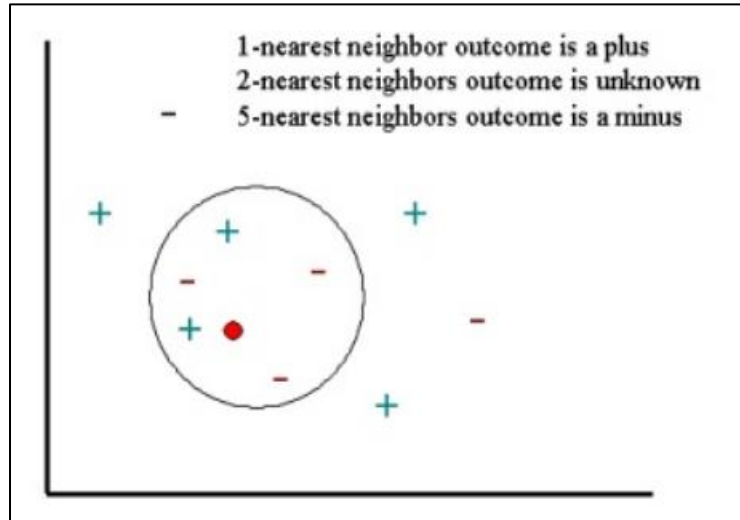 1-nearest neighbor outcome is a plus
2-nearest neighbors outcome is unknown
5-nearest neighbors outcome is a minus